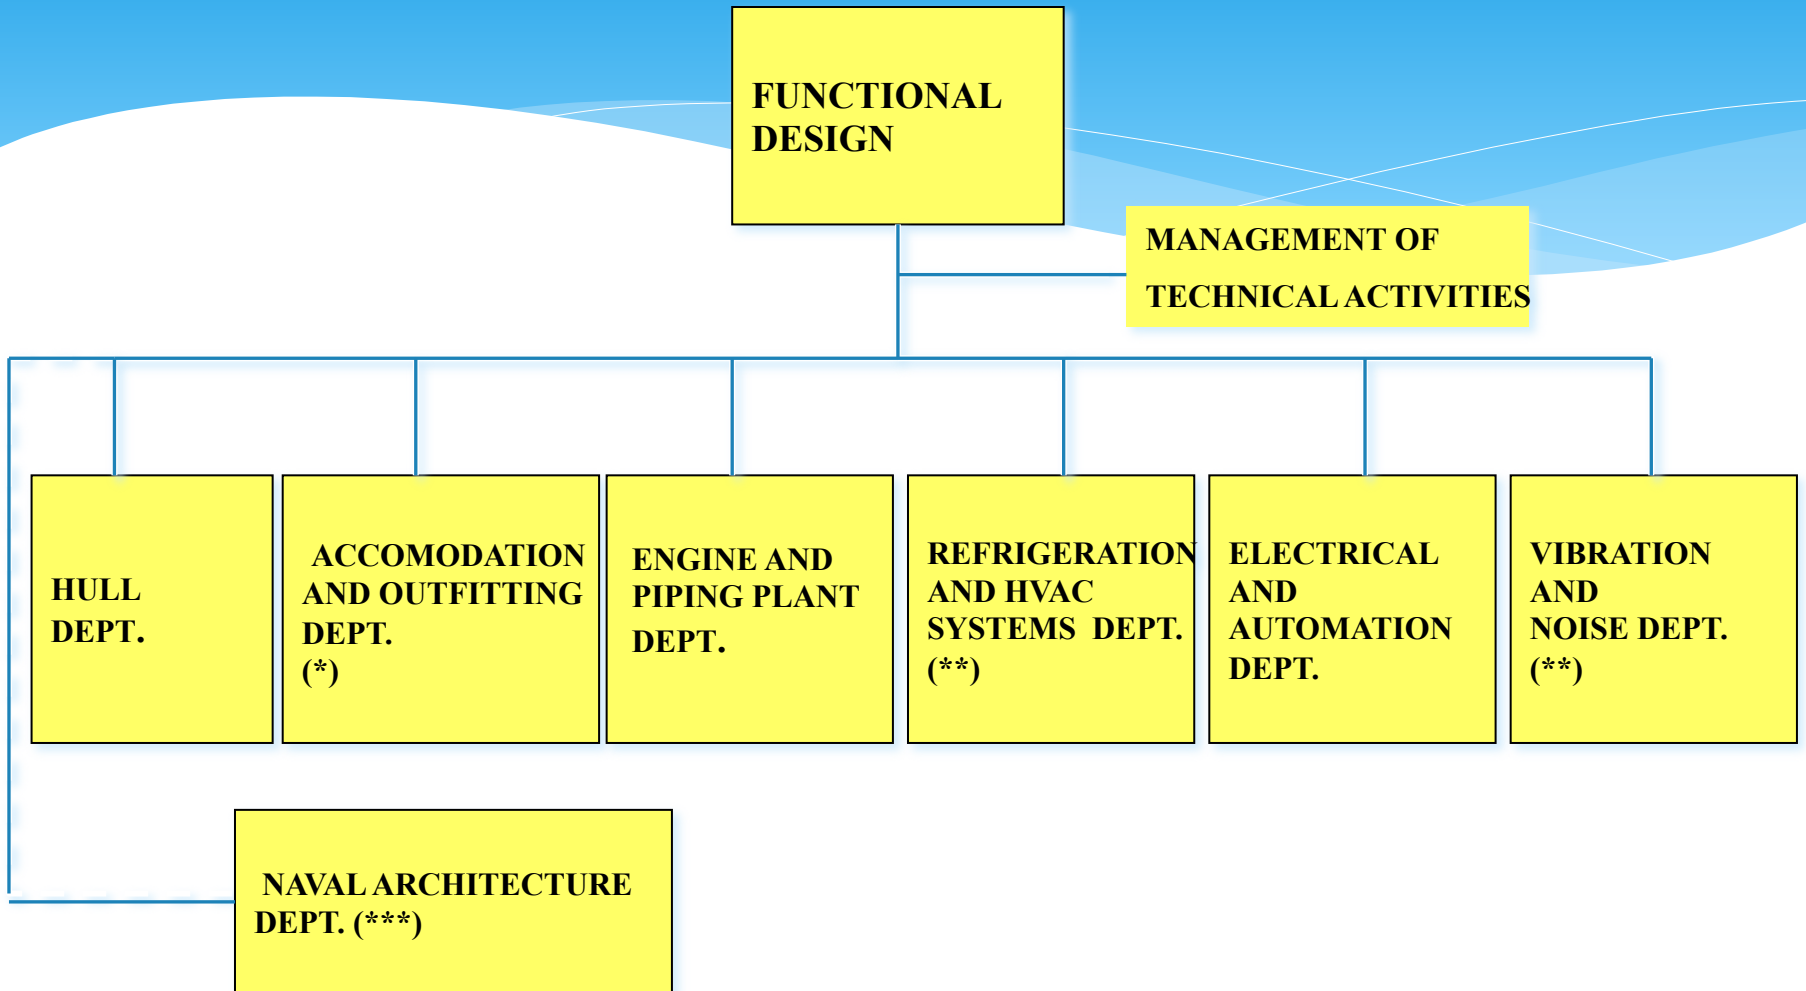 FUNCTIONAL
DESIGN
MANAGEMENT OF
TECHNICAL ACTIVITIES
HULL
DEPT.
ACCOMODATION
AND OUTFITTING
DEPT.
(*)
ENGINE AND
PIPING PLANT
DEPT.
REFRIGERATION
AND HVAC
SYSTEMS DEPT.
(**)
ELECTRICAL
AND
AUTOMATION
DEPT.
VIBRATION
AND
NOISE DEPT.
(**)
NAVAL ARCHITECTURE
DEPT. (***)